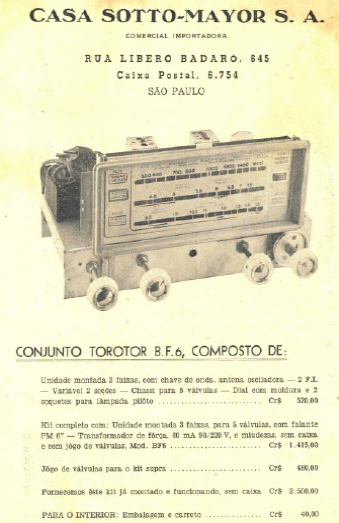 CASA SOTTO-MAYOR S. A.
COMERCIAL IMPORTADORA
RUA LIBERO BADARÓ, 645
Caixa Postal, 6.754
SÃO PAULO
CONJUNTO TOROTOR B.F.6, COMPOSTO DE:
Unidade montada 3 faixas, com chave de onda, antena osciladora — 2 F.I.
— Variável 2 seções — Chassi para 5 válvulas — Dial com moldura e 2
soquetes para lâmpada pilôto ........................ Cr$ 520,00
Kit completo com: Unidade montada 3 faixas, para 5 válvulas, com falante
PM 6" — Transformador de fôrça, 60 mA 90/220 V, e miudezas, sem caixa
e sem jôgo de válvulas, Mod. BF6 ................ Cr$ 1.415,00
Jôgo de válvulas para o kit supra .................... Cr$ 480,00
Fornecemos êste kit já montado e funcionando, sem caixa Cr$ 2.500,00
PARA O INTERIOR: Embalagem e carreto .............. Cr$ 40,00